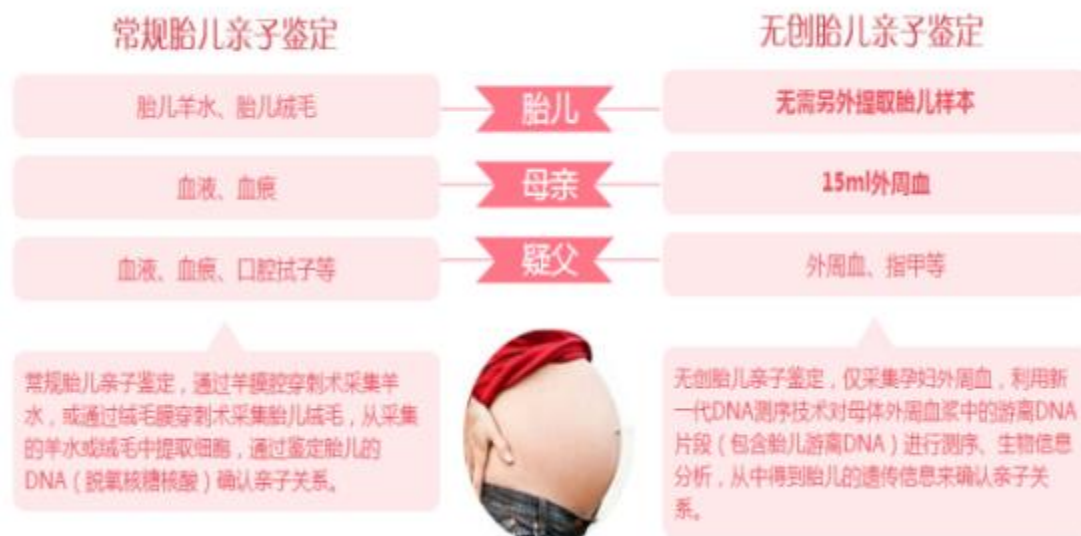 常规胎儿亲子鉴定
无创胎儿亲子鉴定
胎儿羊水、胎儿绒毛
胎儿
无需另外提取胎儿样本
血液、血痕
母亲
15ml外周血
血液、血痕、口腔拭子等
疑父
外周血、指甲等
常规胎儿亲子鉴定，通过羊膜腔穿刺术采集羊
水，或通过绒毛膜穿刺术采集胎儿绒毛，从采集
的羊水或绒毛中提取细胞，通过鉴定胎儿的
DNA（脱氧核糖核酸）确认亲子关系。
无创胎儿亲子鉴定，仅采集孕妇外周血，利用新
一代DNA测序技术对母体外周血浆中的游离DNA
片段（包含胎儿游离DNA）进行测序、生物信息
分析，从中得到胎儿的遗传信息来确认亲子关
系。